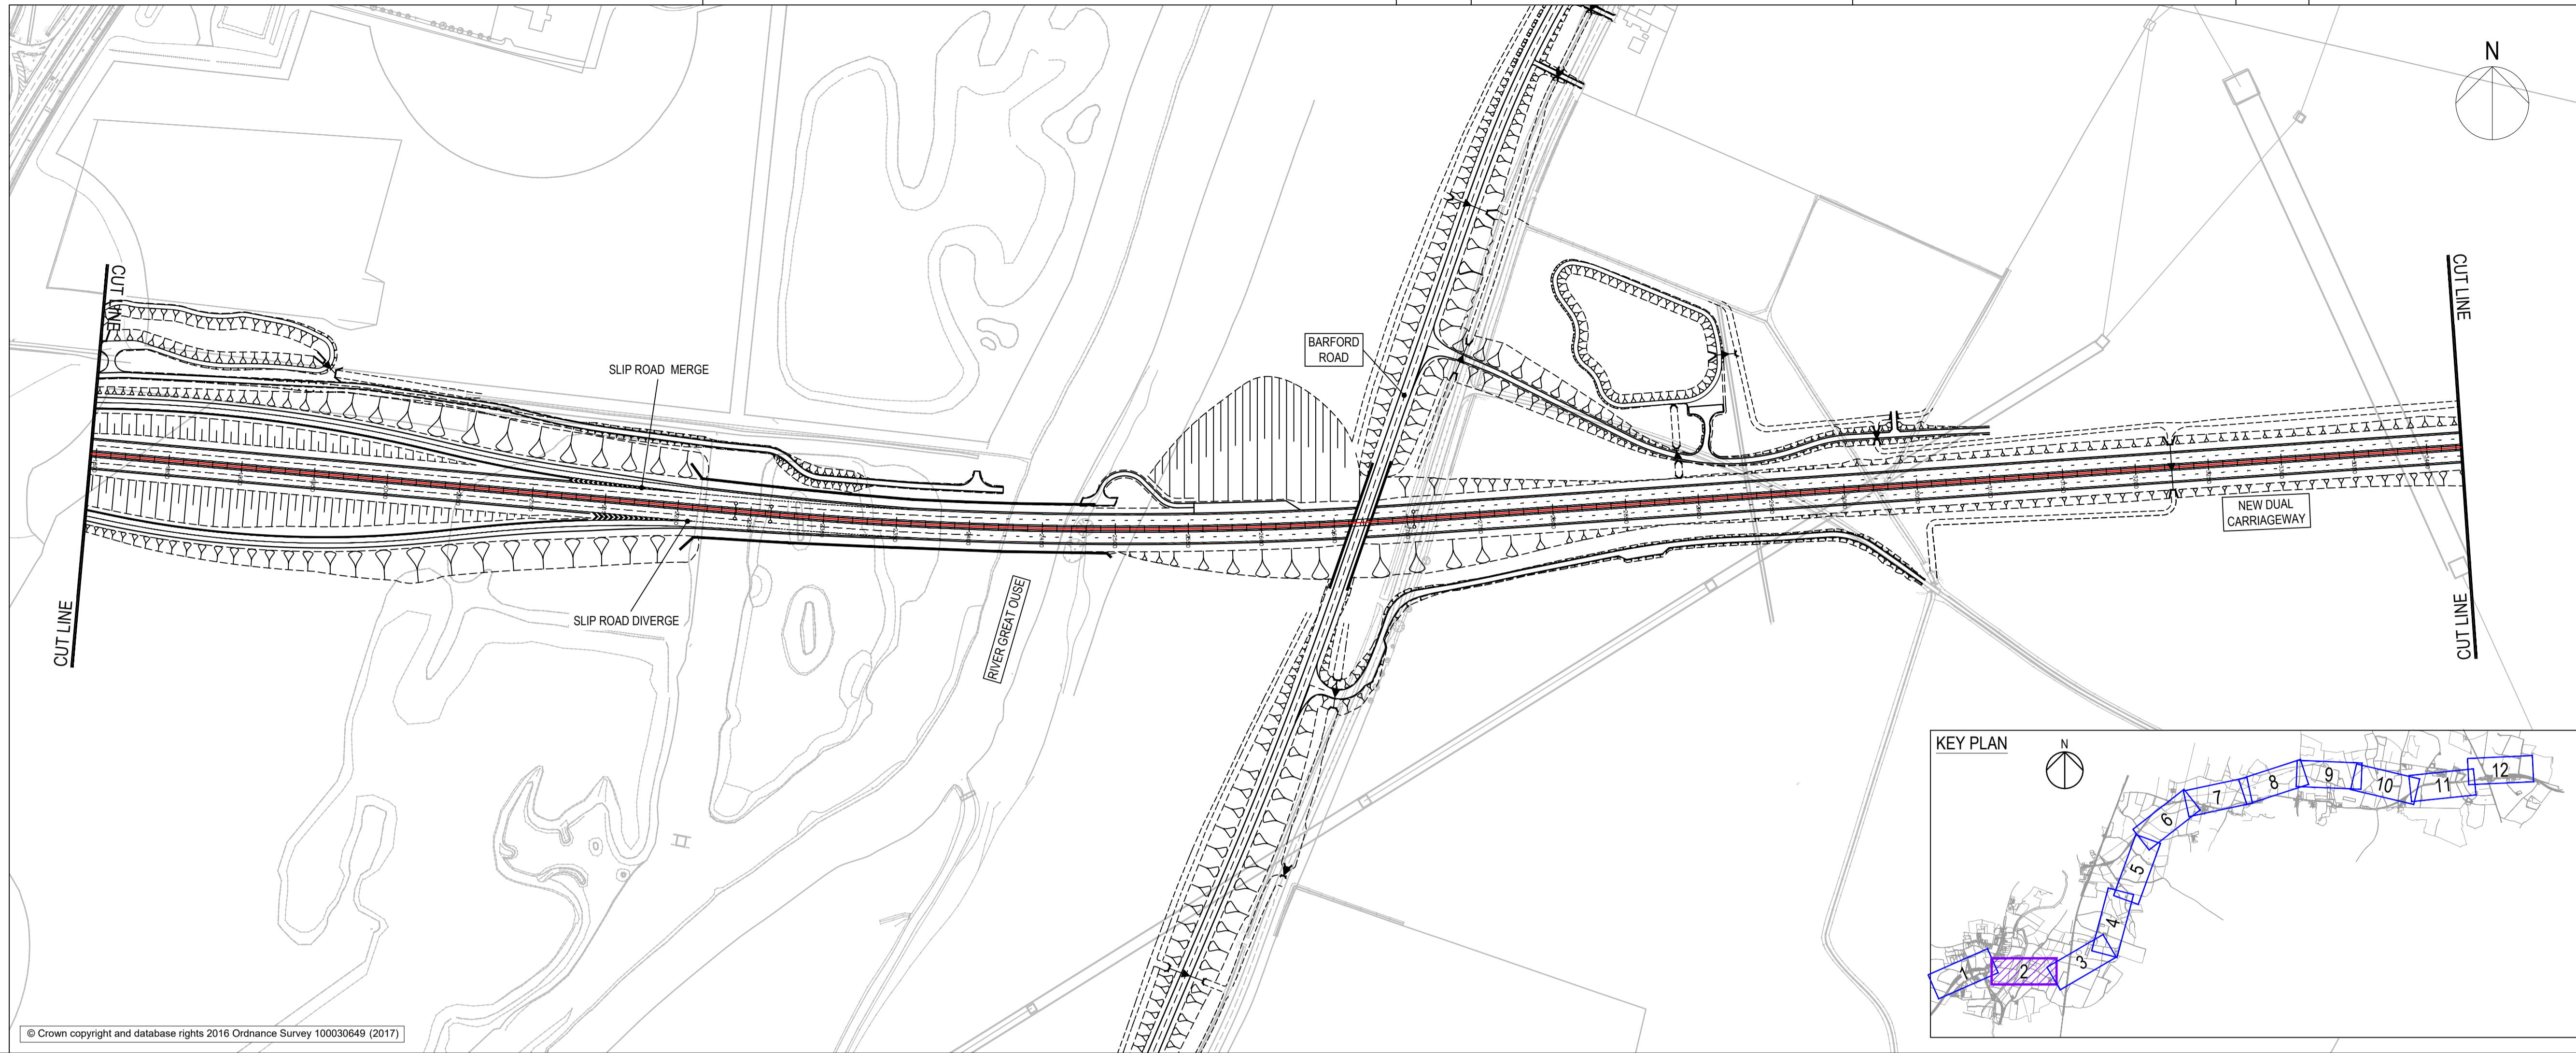 N
CUT LINE
CUT LINE
BARFORD
ROAD
SLIP ROAD  MERGE
NEW DUAL
CARRIAGEWAY
SLIP ROAD DIVERGE
RIVER GREAT OUSE
CUT LINE
CUT LINE
KEY PLAN
N
1
2
3
4
5
6
7
8
9
10
11
12
© Crown copyright and database rights 2016 Ordnance Survey 100030649 (2017)